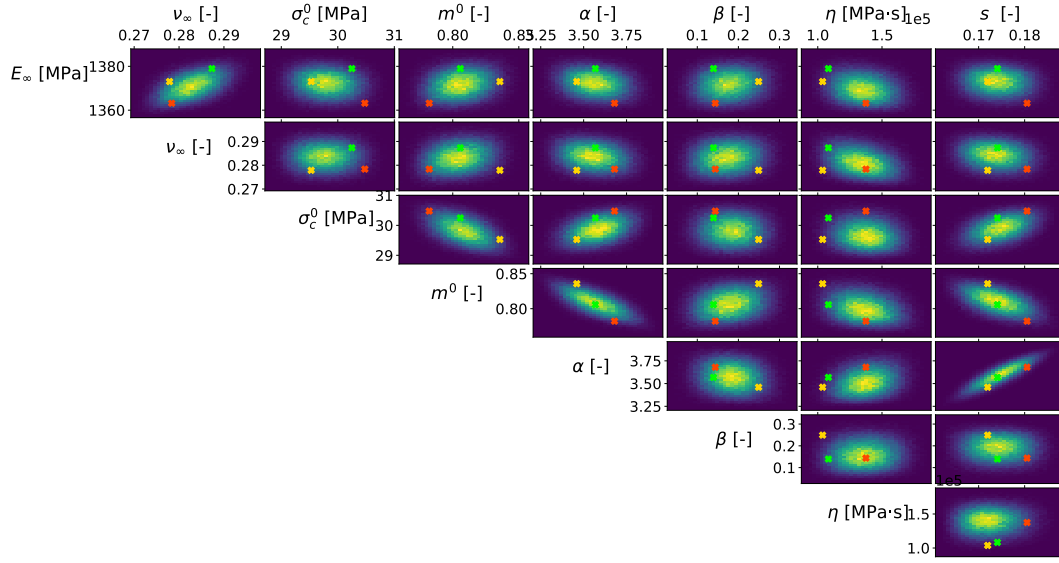 ν∞ [-] σc⁰ [MPa] m⁰ [-] α [-] β [-] η [MPa·s] 1e5 s [-]
0.27 0.28 0.29 29 30 31 0.80 0.85 3.25 3.50 3.75 0.1 0.2 0.3 1.0 1.5 0.17 0.18
E∞ [MPa] 1380
1360
ν∞ [-] 0.29
0.28
0.27
σc⁰ [MPa] 31
30
29
m⁰ [-] 0.85
0.80
α [-] 3.75
3.50
3.25
β [-] 0.3
0.2
0.1
1e5
η [MPa·s] 1.5
1.0